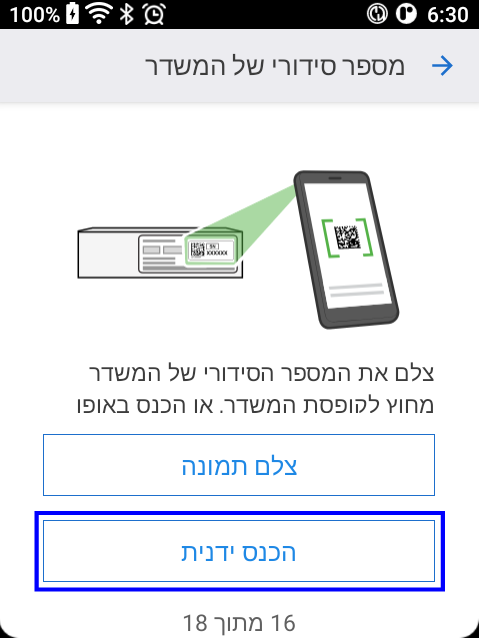 100%
6:30
מספר סידורי של המשדר
SN
XXXXXX
צלם את המספר הסידורי של המשדר
מחוץ לקופסת המשדר. או הכנס באופו
צלם תמונה
הכנס ידנית
16 מתוך 18